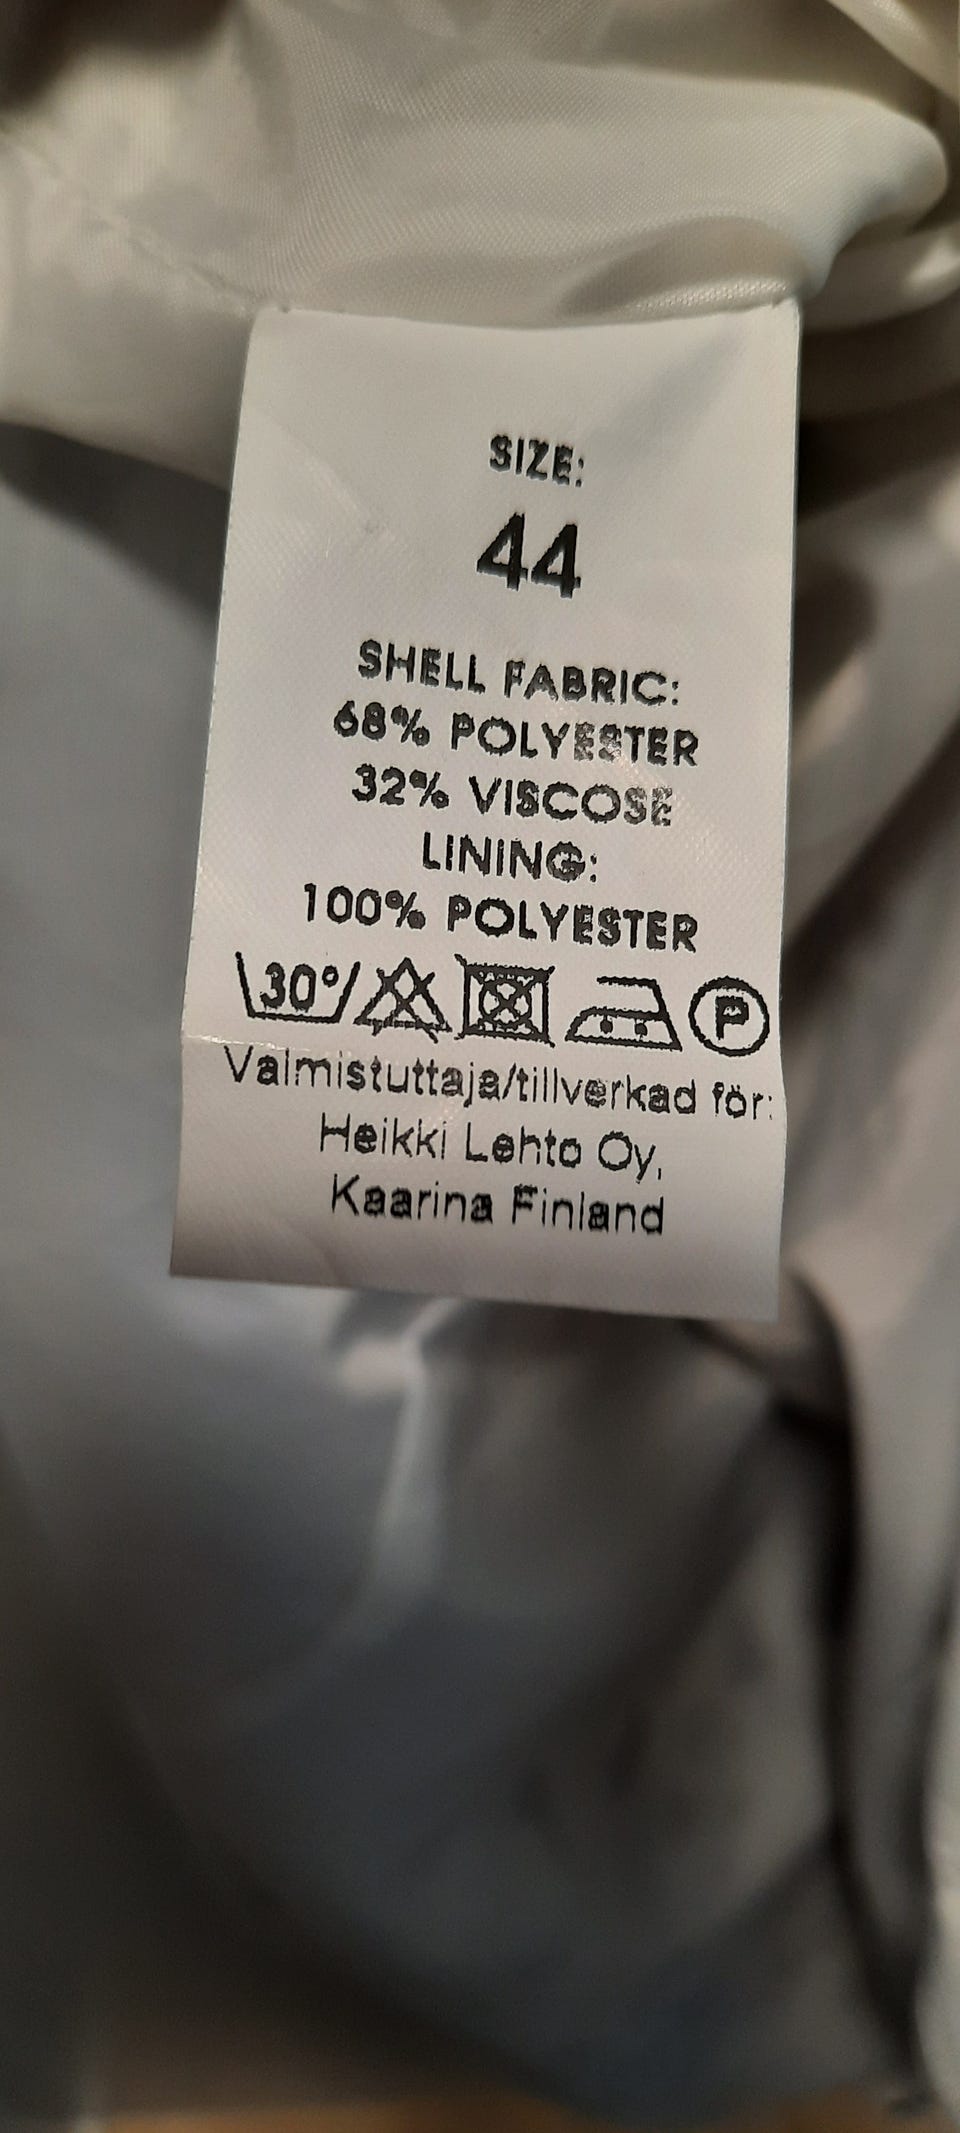 SIZE:
44
SHELL FABRIC:
68% POLYESTER
32% VISCOSE
LINING:
100% POLYESTER
30° P
Valmistuttaja/tillverkad för:
Heikki Lehto Oy,
Kaarina Finland